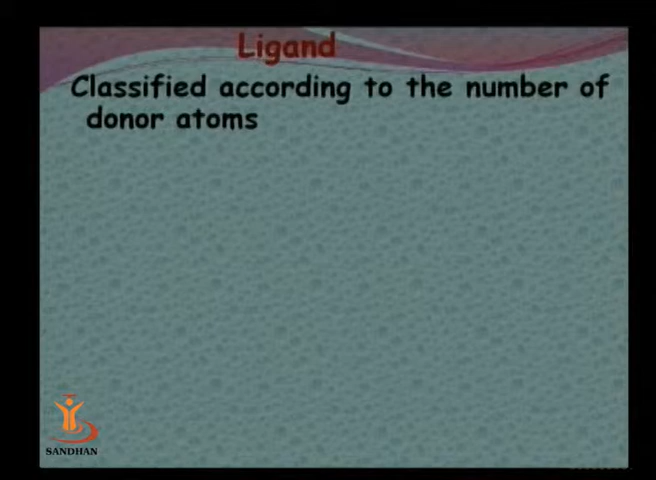 Ligand
Classified according to the number of
donor atoms
SANDHAN